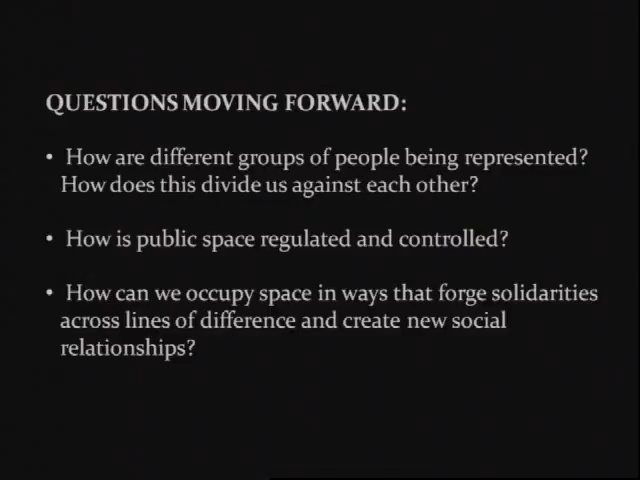 QUESTIONS MOVING FORWARD:
• How are different groups of people being represented?
How does this divide us against each other?
• How is public space regulated and controlled?
• How can we occupy space in ways that forge solidarities
across lines of difference and create new social
relationships?